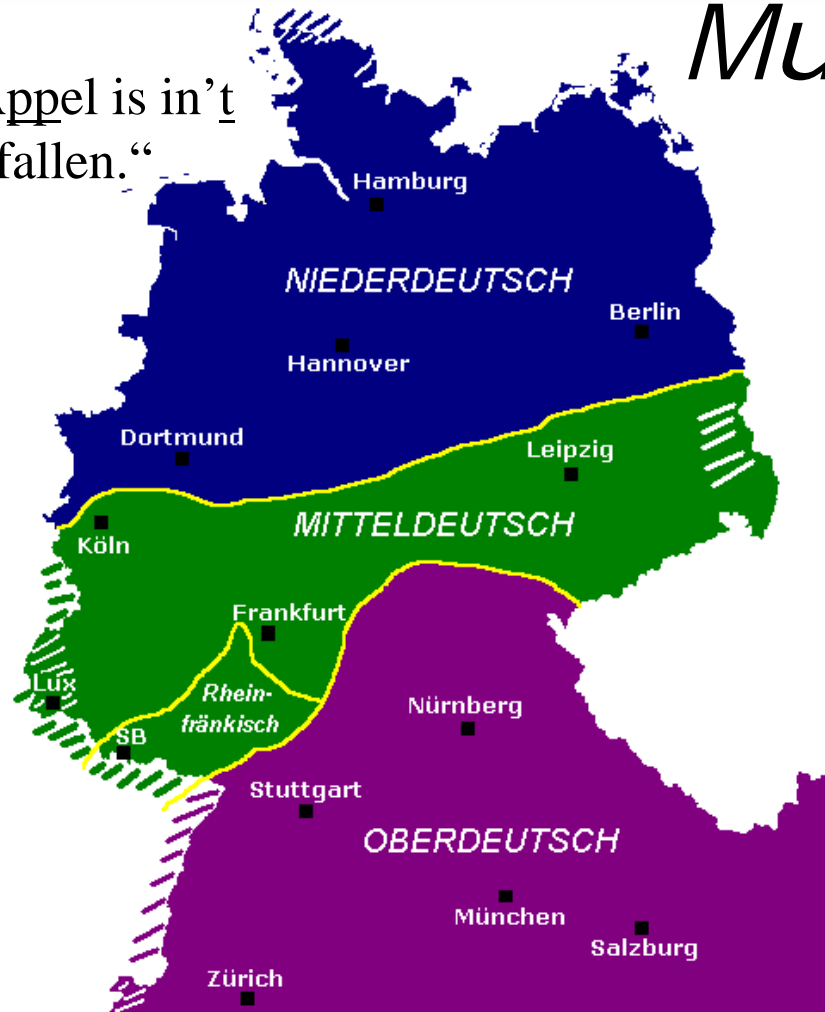 Mu
Appel is in’t
fallen.“
Hamburg
NIEDERDEUTSCH
Berlin
Hannover
Dortmund
Leipzig
MITTELDEUTSCH
Köln
Frankfurt
Lux
Rhein-
fränkisch
Nürnberg
SB
Stuttgart
OBERDEUTSCH
München
Salzburg
Zürich